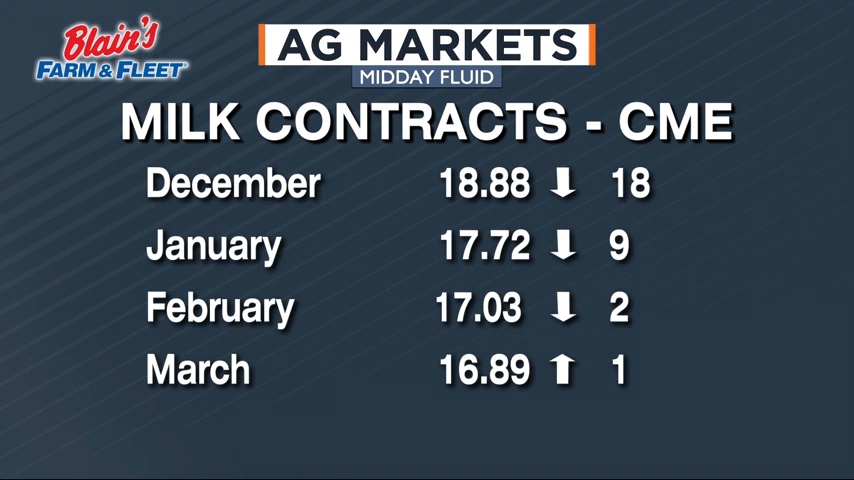 Blain's
FARM & FLEET
AG MARKETS
MIDDAY FLUID
MILK CONTRACTS - CME
December 18.88 ⬇ 18
January 17.72 ⬇ 9
February 17.03 ⬇ 2
March 16.89 ⬆ 1